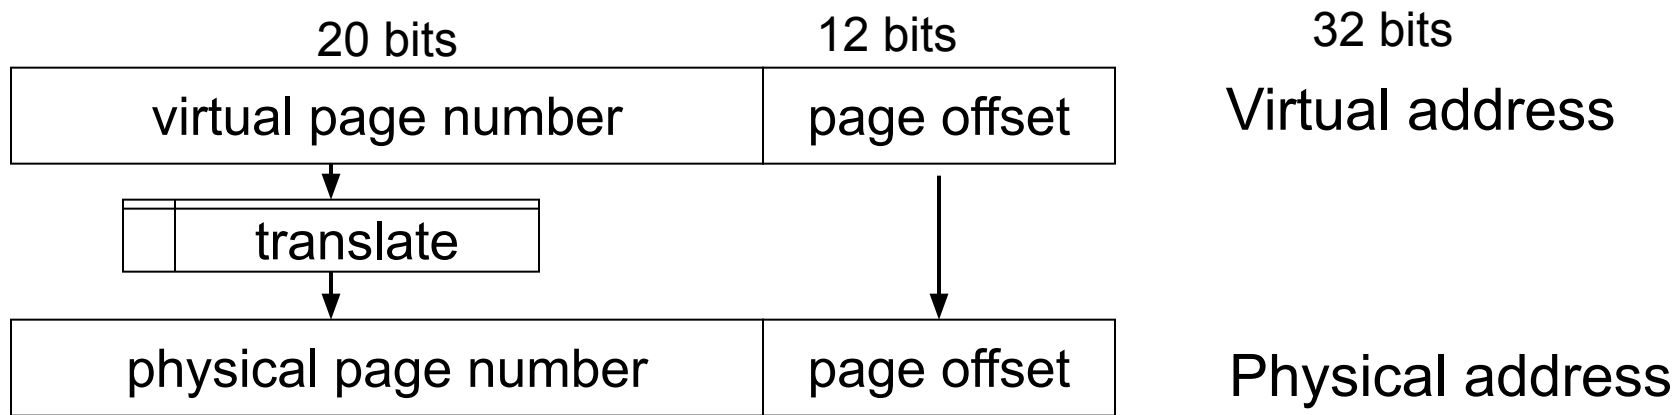 20 bits 12 bits 32 bits
virtual page number page offset Virtual address
translate
physical page number page offset Physical address